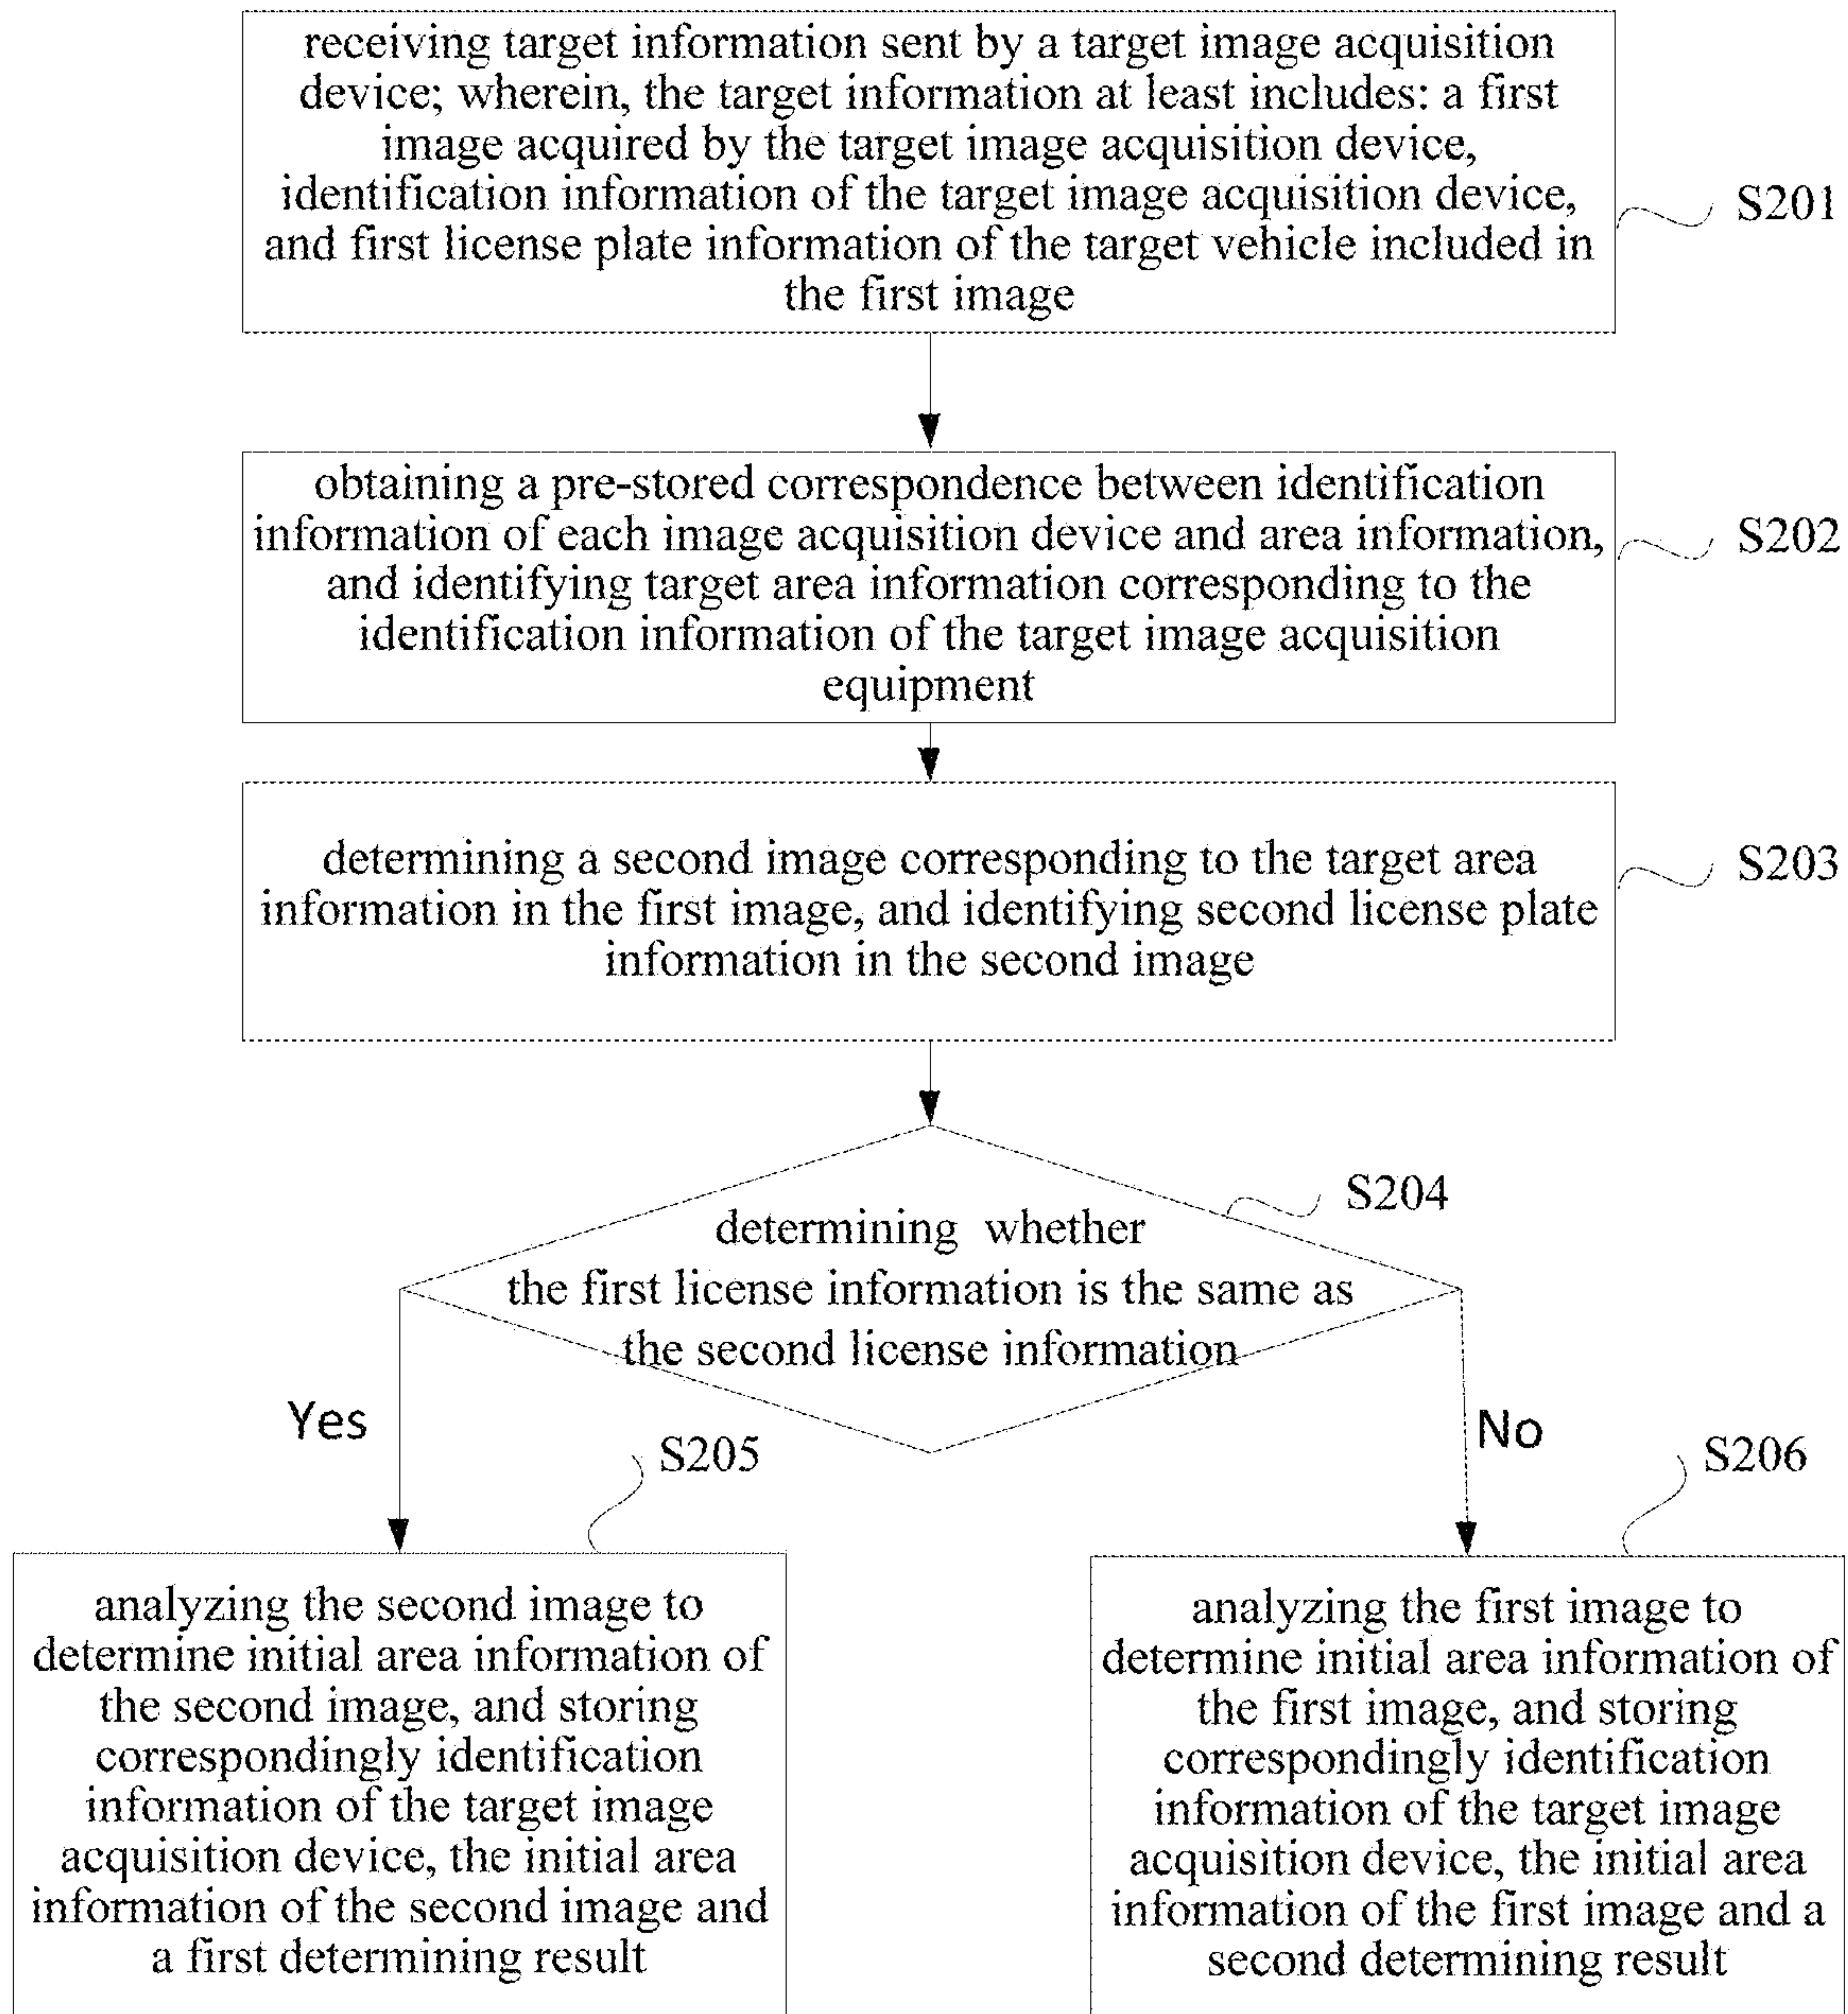 receiving target information sent by a target image acquisition
device; wherein, the target information at least includes: a first
image acquired by the target image acquisition device,
identification information of the target image acquisition device,
and first license plate information of the target vehicle included in
the first image
S201
obtaining a pre-stored correspondence between identification
information of each image acquisition device and area information,
and identifying target area information corresponding to the
identification information of the target image acquisition
equipment
S202
determining a second image corresponding to the target area
information in the first image, and identifying second license plate
information in the second image
S203
S204
determining whether
the first license information is the same as
the second license information
Yes
No
S205
S206
analyzing the second image to
determine initial area information of
the second image, and storing
correspondingly identification
information of the target image
acquisition device, the initial area
information of the second image and
a first determining result
analyzing the first image to
determine initial area information of
the first image, and storing
correspondingly identification
information of the target image
acquisition device, the initial area
information of the first image and a
second determining result